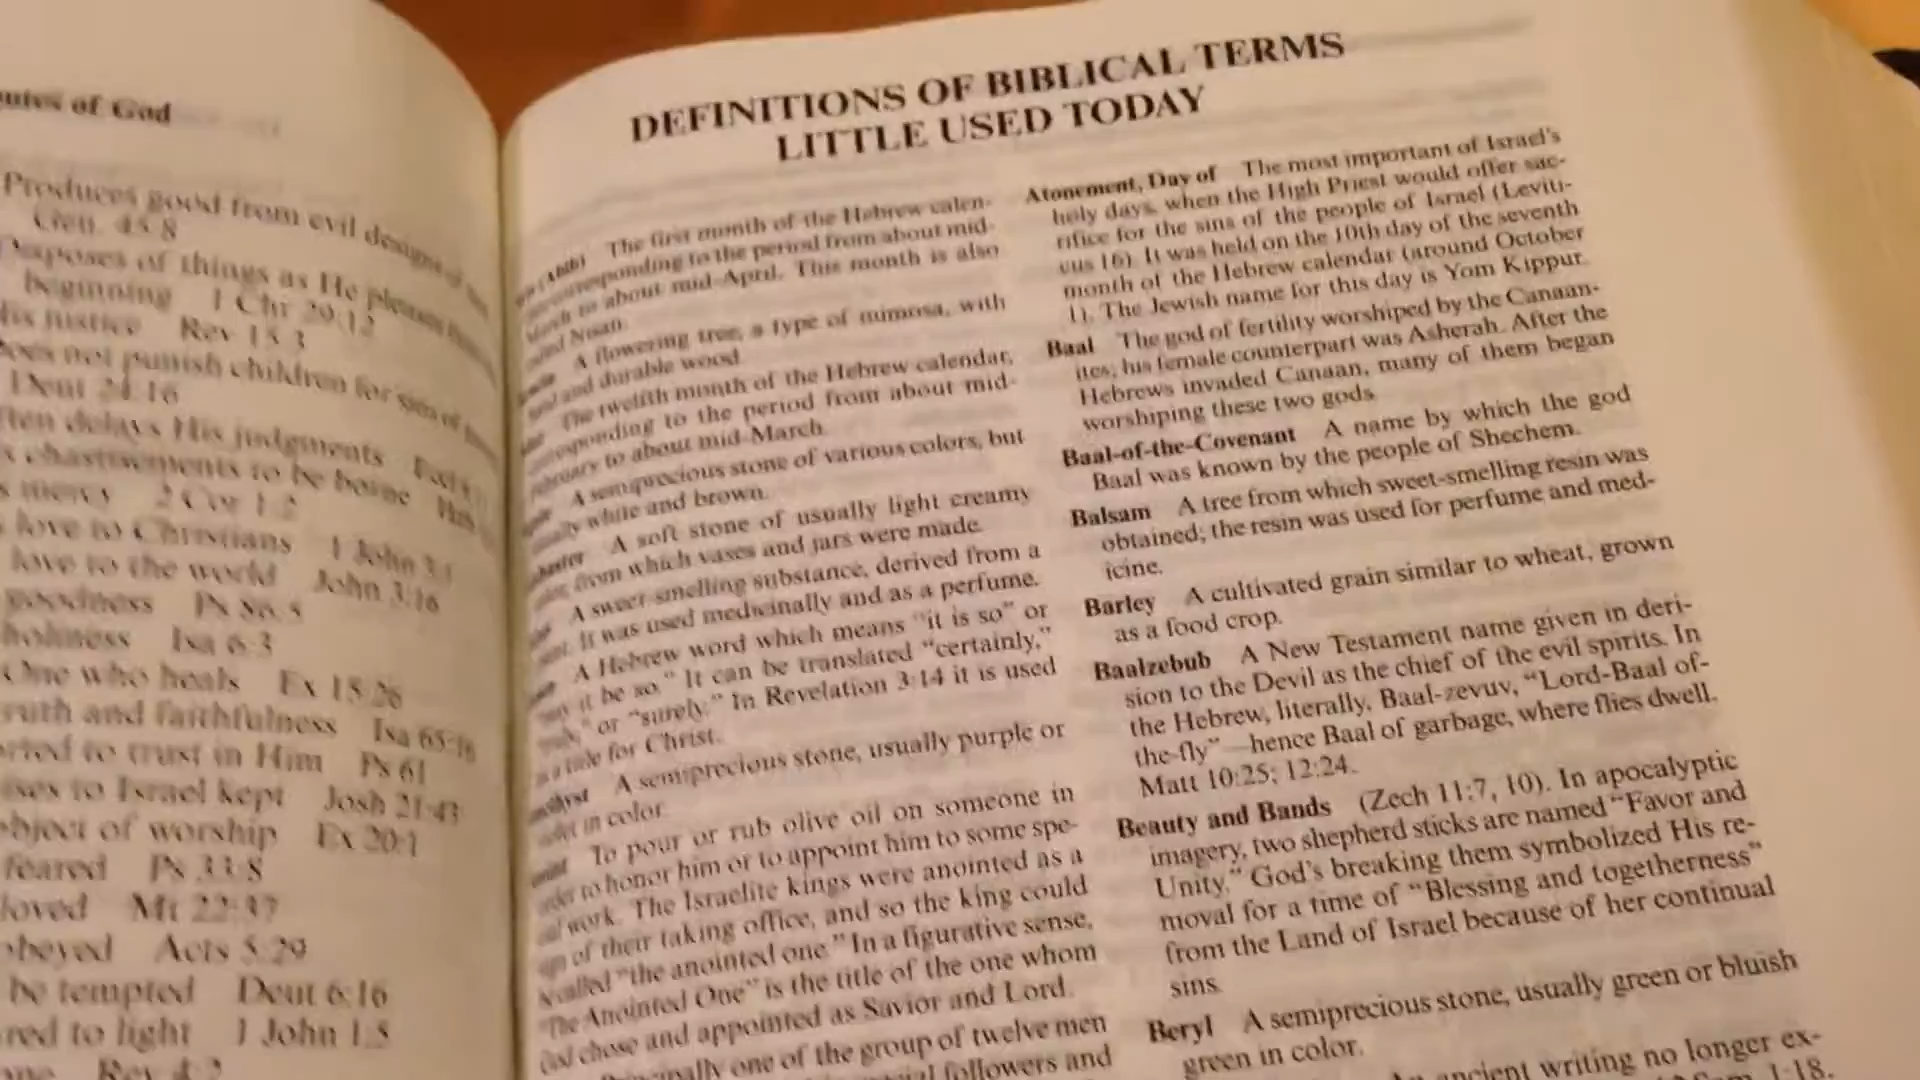 of God
Produces good from evil designs of
Gen. 45:8
Disposes of things as He pleases
beginning 1 Chr 29:12
His justice Rev 15:3
Does not punish children for sins of
Deut 24:16
often delays His judgments
chastisements to be borne
mercy 2 Cor 1:2
love to Christians 1 John 3:1
love to the world John 3:16
goodness Ps 86:5
holiness Isa 6:3
One who heals Ex 15:26
truth and faithfulness Isa 65:16
to trust in Him Ps 61
to Israel kept Josh 21:43
object of worship Ex 20:1
feared Ps 33:8
loved Mt 22:37
obeyed Acts 5:29
be tempted Deut 6:16
to light 1 John 1:5
Rev 4:2
DEFINITIONS OF BIBLICAL TERMS
LITTLE USED TODAY
(Abib) The first month of the Hebrew calen-
corresponding to the period from about mid-
March to about mid-April. This month is also
Nisan.
A flowering tree, a type of mimosa, with
and durable wood.
The twelfth month of the Hebrew calendar,
to the period from about mid-
to about mid-March.
A semiprecious stone of various colors, but
white and brown.
A soft stone of usually light creamy
from which vases and jars were made.
A sweet-smelling substance, derived from a
It was used medicinally and as a perfume.
A Hebrew word which means "it is so" or
it be so." It can be translated "certainly,"
or "surely." In Revelation 3:14 it is used
as a title for Christ.
A semiprecious stone, usually purple or
in color.
To pour or rub olive oil on someone in
order to honor him or to appoint him to some spe-
work. The Israelite kings were anointed as a
of their taking office, and so the king could
called "the anointed one." In a figurative sense,
"The Anointed One" is the title of the one whom
God chose and appointed as Savior and Lord.
one of the group of twelve men
followers and
Atonement, Day of The most important of Israel's
holy days, when the High Priest would offer sac-
rifice for the sins of the people of Israel (Leviti-
cus 16). It was held on the 10th day of the seventh
month of the Hebrew calendar (around October
1). The Jewish name for this day is Yom Kippur.
Baal The god of fertility worshiped by the Canaan-
ites; his female counterpart was Asherah. After the
Hebrews invaded Canaan, many of them began
worshiping these two gods.
Baal-of-the-Covenant A name by which the god
Baal was known by the people of Shechem.
Balsam A tree from which sweet-smelling resin was
obtained; the resin was used for perfume and med-
icine.
Barley A cultivated grain similar to wheat, grown
as a food crop.
Baalzebub A New Testament name given in deri-
sion to the Devil as the chief of the evil spirits. In
the Hebrew, literally, Baal-zevuv, "Lord-Baal of-
the-fly"—hence Baal of garbage, where flies dwell.
Matt 10:25; 12:24.
Beauty and Bands (Zech 11:7, 10). In apocalyptic
imagery, two shepherd sticks are named "Favor and
Unity." God's breaking them symbolized His re-
moval for a time of "Blessing and togetherness"
from the Land of Israel because of her continual
sins.
Beryl A semiprecious stone, usually green or bluish
green in color.
ancient writing no longer ex-
1:18.